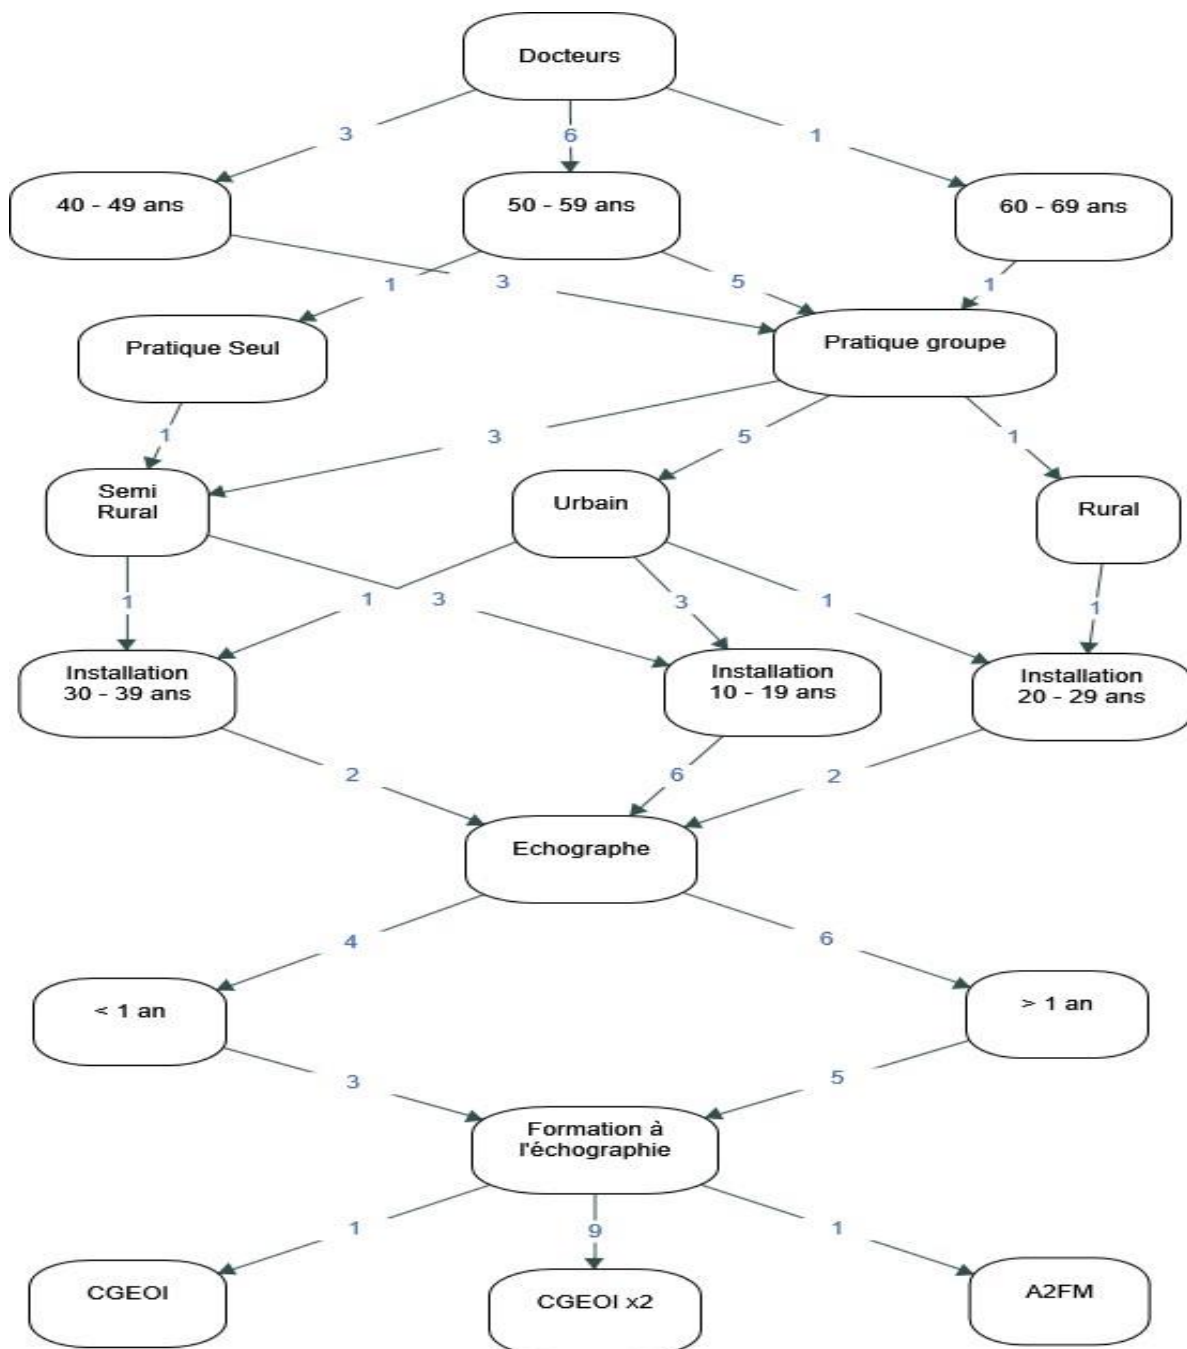 Docteurs
3
6
1
40 - 49 ans
50 - 59 ans
60 - 69 ans
1
3
5
1
Pratique Seul
Pratique groupe
1
3
5
1
Semi
Rural
Urbain
Rural
1
1
3
3
1
1
Installation
30 - 39 ans
Installation
10 - 19 ans
Installation
20 - 29 ans
2
6
2
Echographe
4
6
< 1 an
> 1 an
3
5
Formation à
l'échographie
1
9
1
CGEOI
CGEOI x2
A2FM